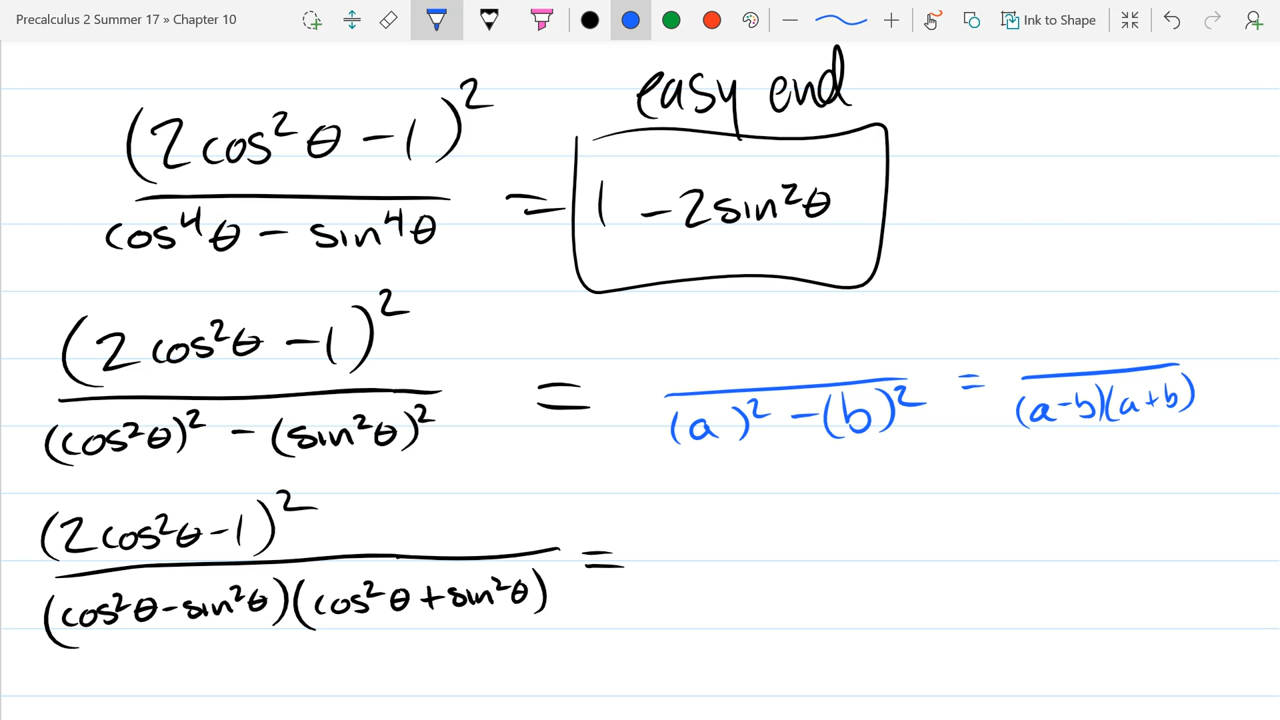 Precalculus 2 Summer 17 » Chapter 10
Ink to Shape
easy end
(2cos²θ - 1)² / (cos⁴θ - sin⁴θ) = 1 - 2sin²θ
(2cos²θ - 1)² / ((cos²θ)² - (sin²θ)²) =
/ ((a)² - (b)²) = / ((a-b)(a+b))
(2cos²θ - 1)² / ((cos²θ - sin²θ)(cos²θ + sin²θ)) =